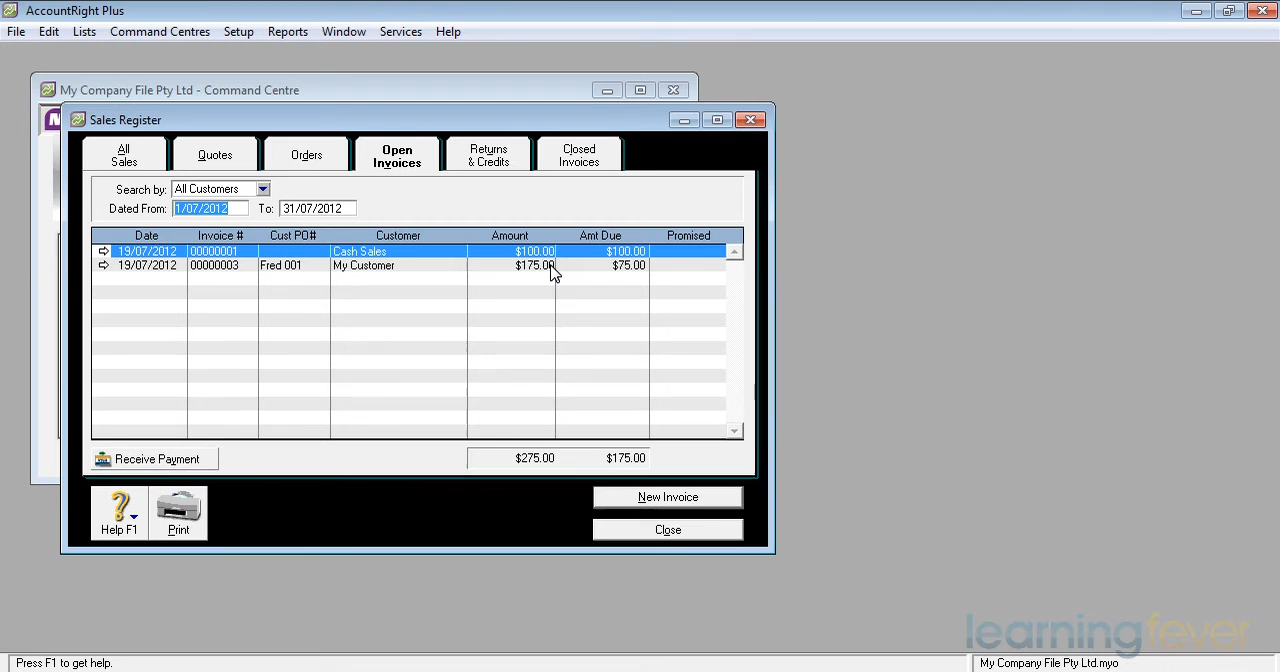 AccountRight Plus
File Edit Lists Command Centres Setup Reports Window Services Help
My Company File Pty Ltd - Command Centre
Sales Register
All Sales
Quotes
Orders
Open Invoices
Returns & Credits
Closed Invoices
Search by: All Customers
Dated From: 1/07/2012 To: 31/07/2012
Date Invoice # Cust PO# Customer Amount Amt Due Promised
19/07/2012 00000001 Cash Sales $100.00 $100.00
19/07/2012 00000003 Fred 001 My Customer $175.00 $75.00
Receive Payment $275.00 $175.00
New Invoice
Help F1 Print Close
learningfever
Press F1 to get help. My Company File Pty Ltd.myo